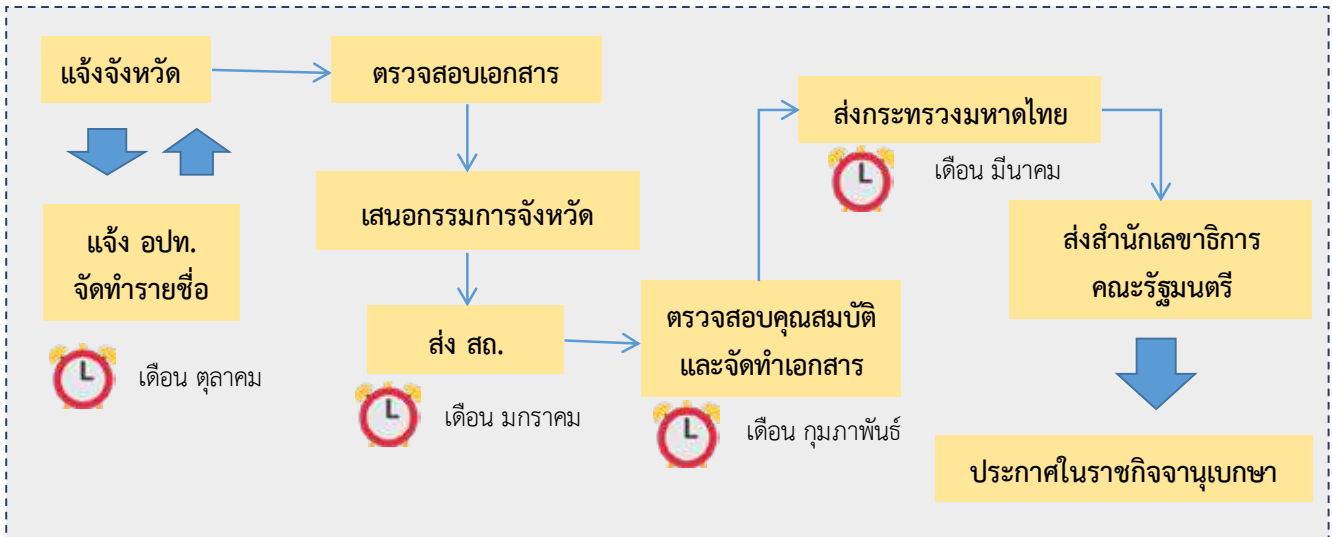 แจ้งจังหวัด
ตรวจสอบเอกสาร
ส่งกระทรวงมหาดไทย
เดือน มีนาคม
แจ้ง อปท.
จัดทำรายชื่อ
เดือน ตุลาคม
เสนอกรรมการจังหวัด
ส่ง สถ.
เดือน มกราคม
ตรวจสอบคุณสมบัติ
และจัดทำเอกสาร
เดือน กุมภาพันธ์
ส่งสำนักเลขาธิการ
คณะรัฐมนตรี
ประกาศในราชกิจจานุเบกษา